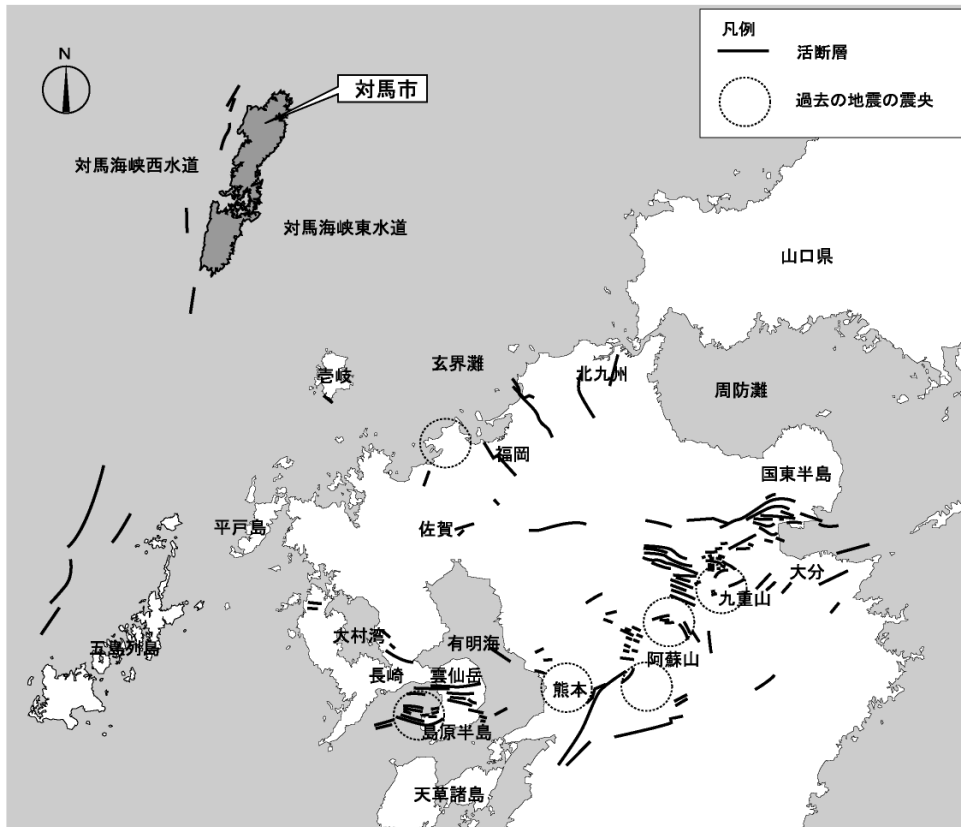 凡例
活断層
過去の地震の震央
N
対馬市
対馬海峡西水道
対馬海峡東水道
山口県
玄界灘
壱岐
北九州
周防灘
福岡
国東半島
平戸島
佐賀
大分
九重山
五島列島
大村湾
有明海
阿蘇山
長崎
雲仙岳
熊本
島原半島
天草諸島